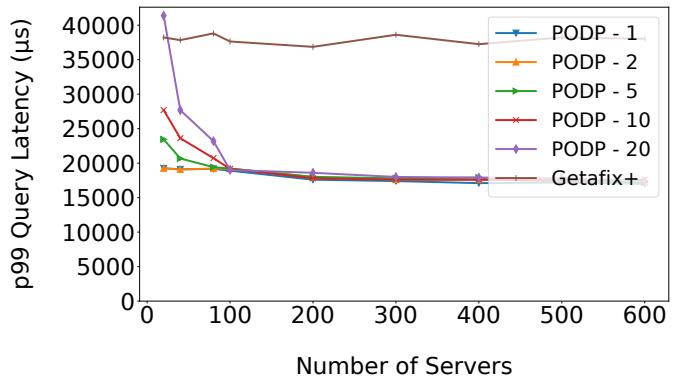 p99 Query Latency (µs)
40000
35000
30000
25000
20000
15000
10000
5000
0
0 100 200 300 400 500 600
Number of Servers
PODP - 1
PODP - 2
PODP - 5
PODP - 10
PODP - 20
Getafix+